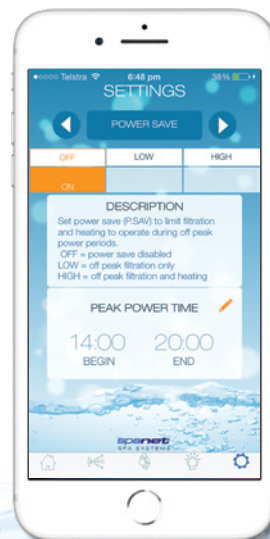 Telstra 6:48 pm 38%
SETTINGS
POWER SAVE
OFF LOW HIGH
ON
DESCRIPTION
Set power save (P.SAV) to limit filtration
and heating to operate during off peak
power periods.
OFF = power save disabled
LOW = off peak filtration only
HIGH = off peak filtration and heating
PEAK POWER TIME
14:00 20:00
BEGIN END
spanet
SPA SYSTEMS